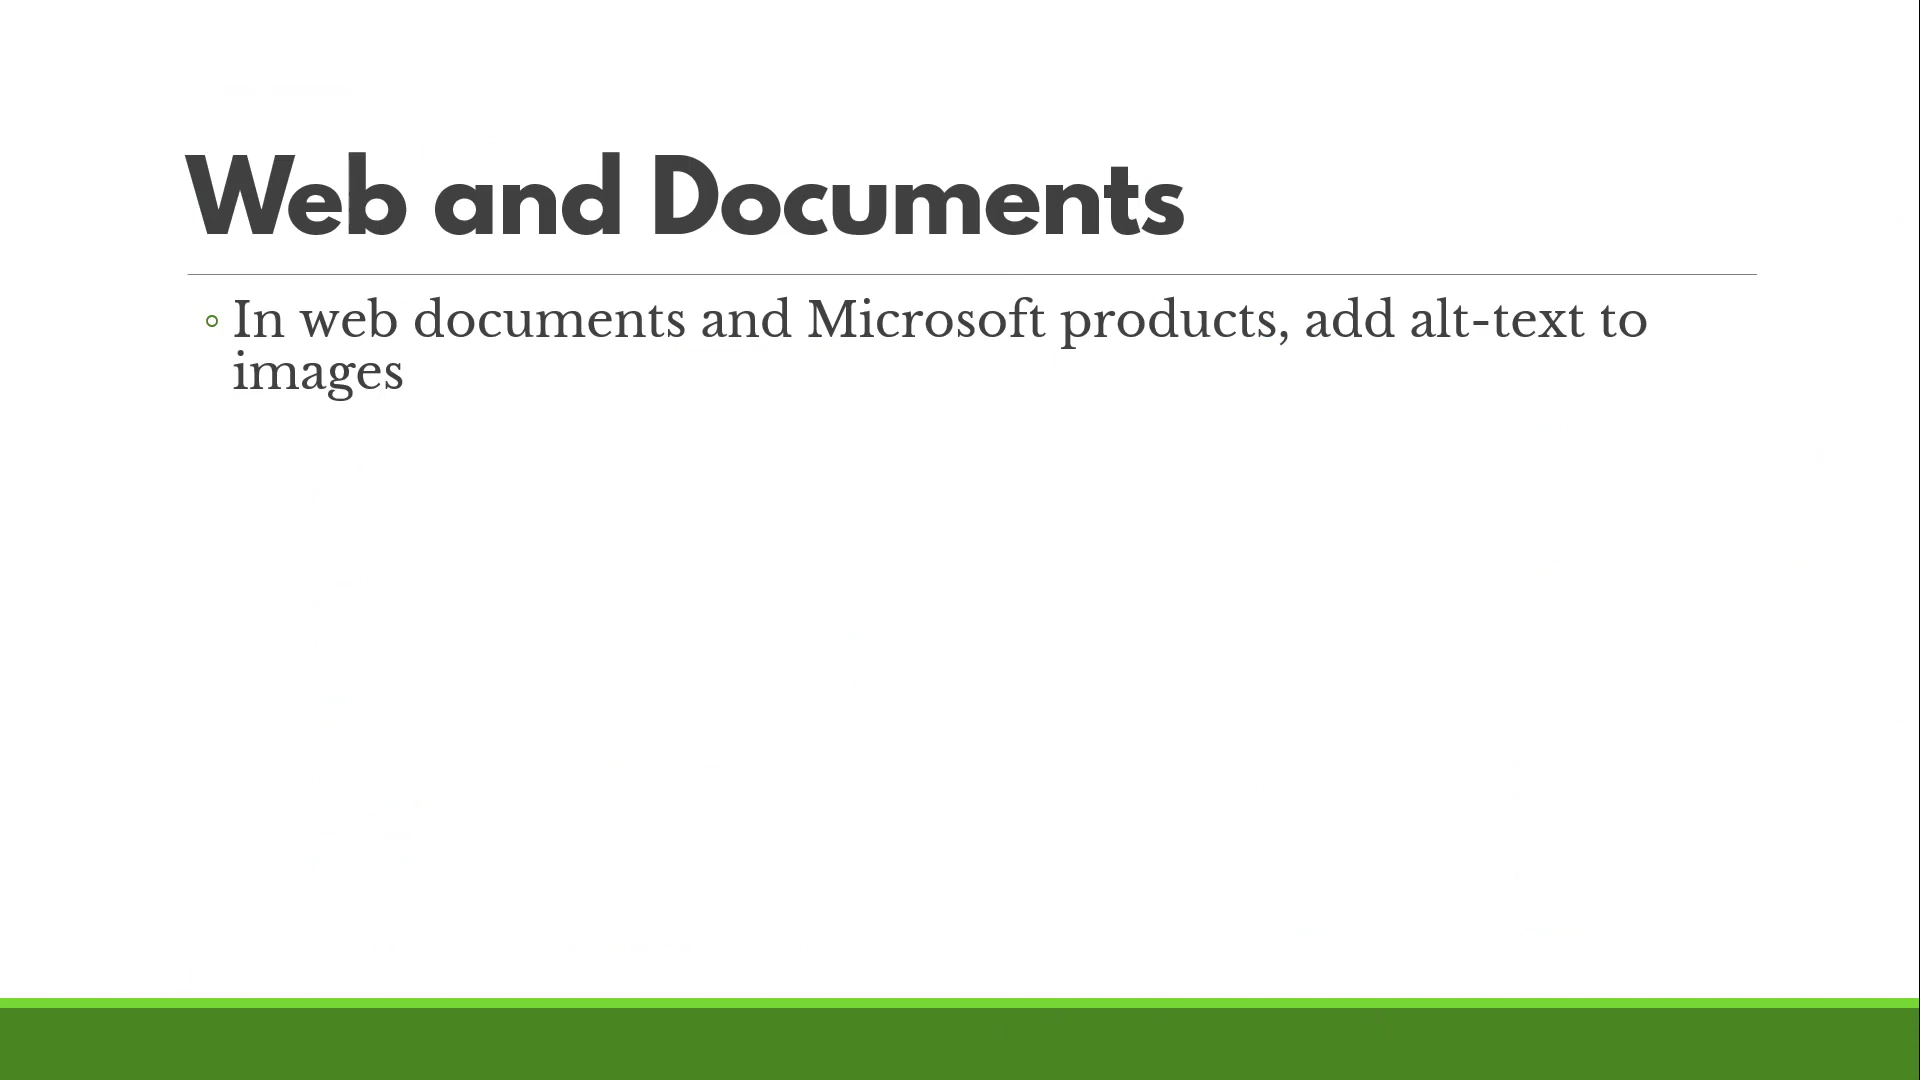 Web and Documents
◦ In web documents and Microsoft products, add alt-text to
images